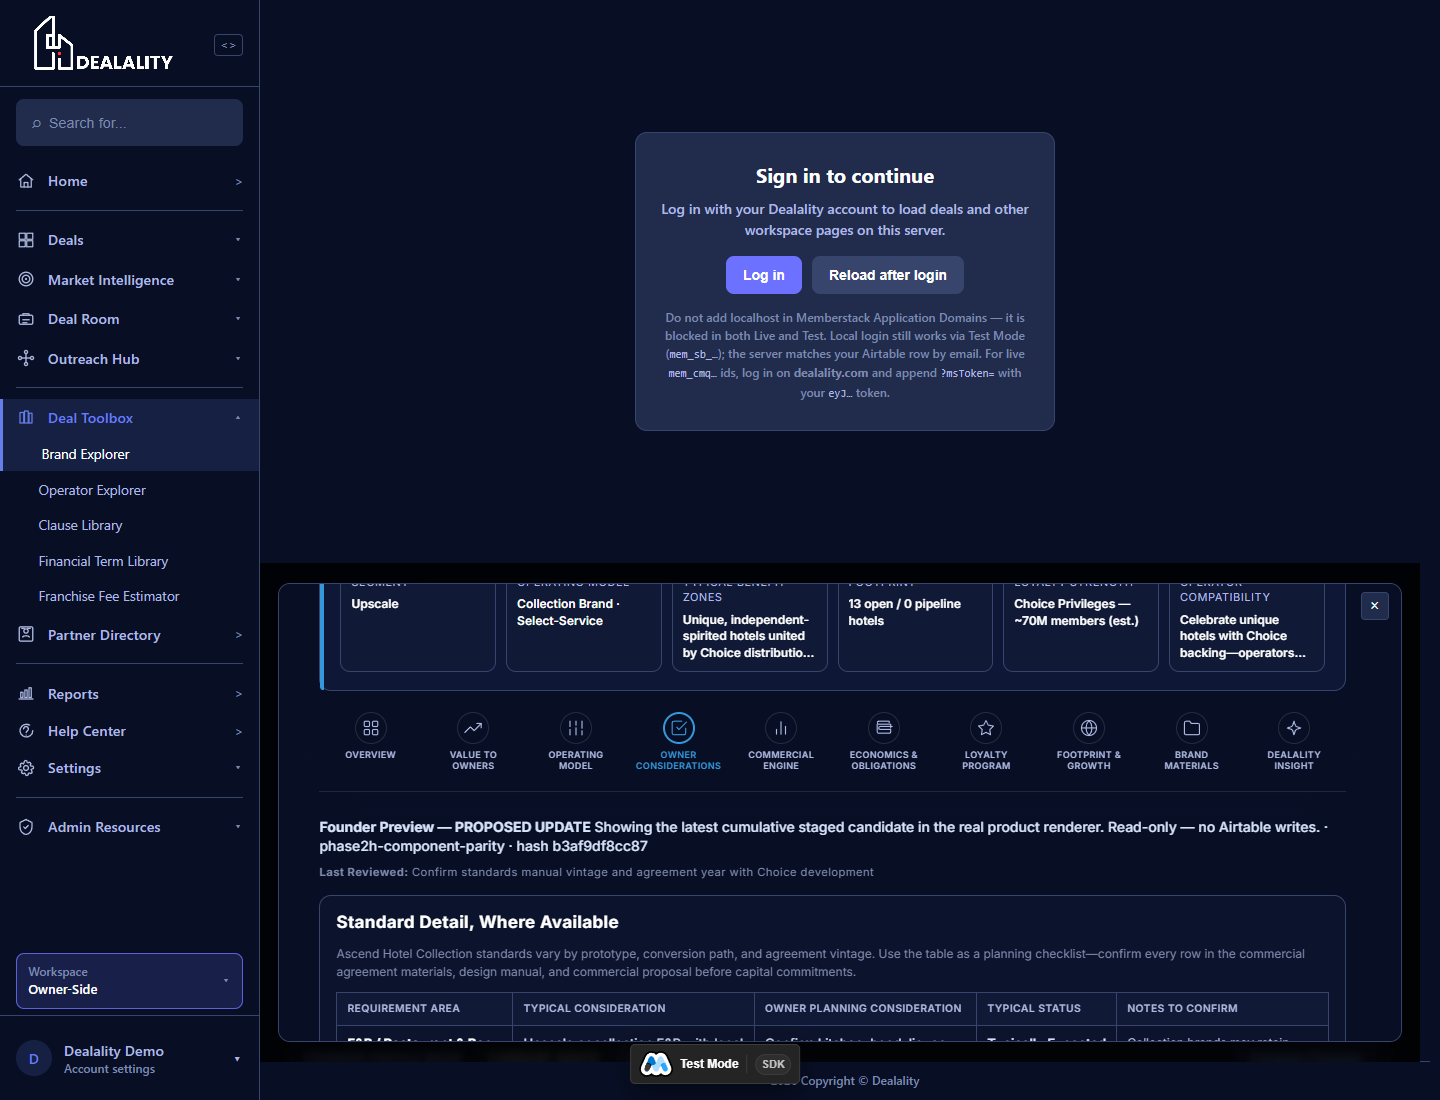 DEALALITY
<>
Search for...
Home
Deals
Market Intelligence
Deal Room
Outreach Hub
Deal Toolbox
Brand Explorer
Operator Explorer
Clause Library
Financial Term Library
Franchise Fee Estimator
Partner Directory
Reports
Help Center
Settings
Admin Resources
Workspace
Owner-Side
D
Dealality Demo
Account settings
Sign in to continue
Log in with your Dealality account to load deals and other
workspace pages on this server.
Log in
Reload after login
Do not add localhost in Memberstack Application Domains — it is
blocked in both Live and Test. Local login still works via Test Mode
(mem_sb_…); the server matches your Airtable row by email. For live
mem_cmq… ids, log in on dealality.com and append ?msToken= with
your eyJ… token.
SEGMENT
Upscale
OPERATING MODEL
Collection Brand ·
Select-Service
TYPICAL BENEFIT
ZONES
Unique, independent-
spirited hotels united
by Choice distributio...
FOOTPRINT
13 open / 0 pipeline
hotels
LOYALTY STRENGTH
Choice Privileges —
~70M members (est.)
OPERATOR
COMPATIBILITY
Celebrate unique
hotels with Choice
backing—operators...
×
OVERVIEW
VALUE TO
OWNERS
OPERATING
MODEL
OWNER
CONSIDERATIONS
COMMERCIAL
ENGINE
ECONOMICS &
OBLIGATIONS
LOYALTY
PROGRAM
FOOTPRINT &
GROWTH
BRAND
MATERIALS
DEALALITY
INSIGHT
Founder Preview — PROPOSED UPDATE Showing the latest cumulative staged candidate in the real product renderer. Read-only — no Airtable writes. ·
phase2h-component-parity · hash b3af9df8cc87
Last Reviewed: Confirm standards manual vintage and agreement year with Choice development
Standard Detail, Where Available
Ascend Hotel Collection standards vary by prototype, conversion path, and agreement vintage. Use the table as a planning checklist—confirm every row in the commercial
agreement materials, design manual, and commercial proposal before capital commitments.
REQUIREMENT AREA
TYPICAL CONSIDERATION
OWNER PLANNING CONSIDERATION
TYPICAL STATUS
NOTES TO CONFIRM
Test Mode
SDK
Copyright © Dealality